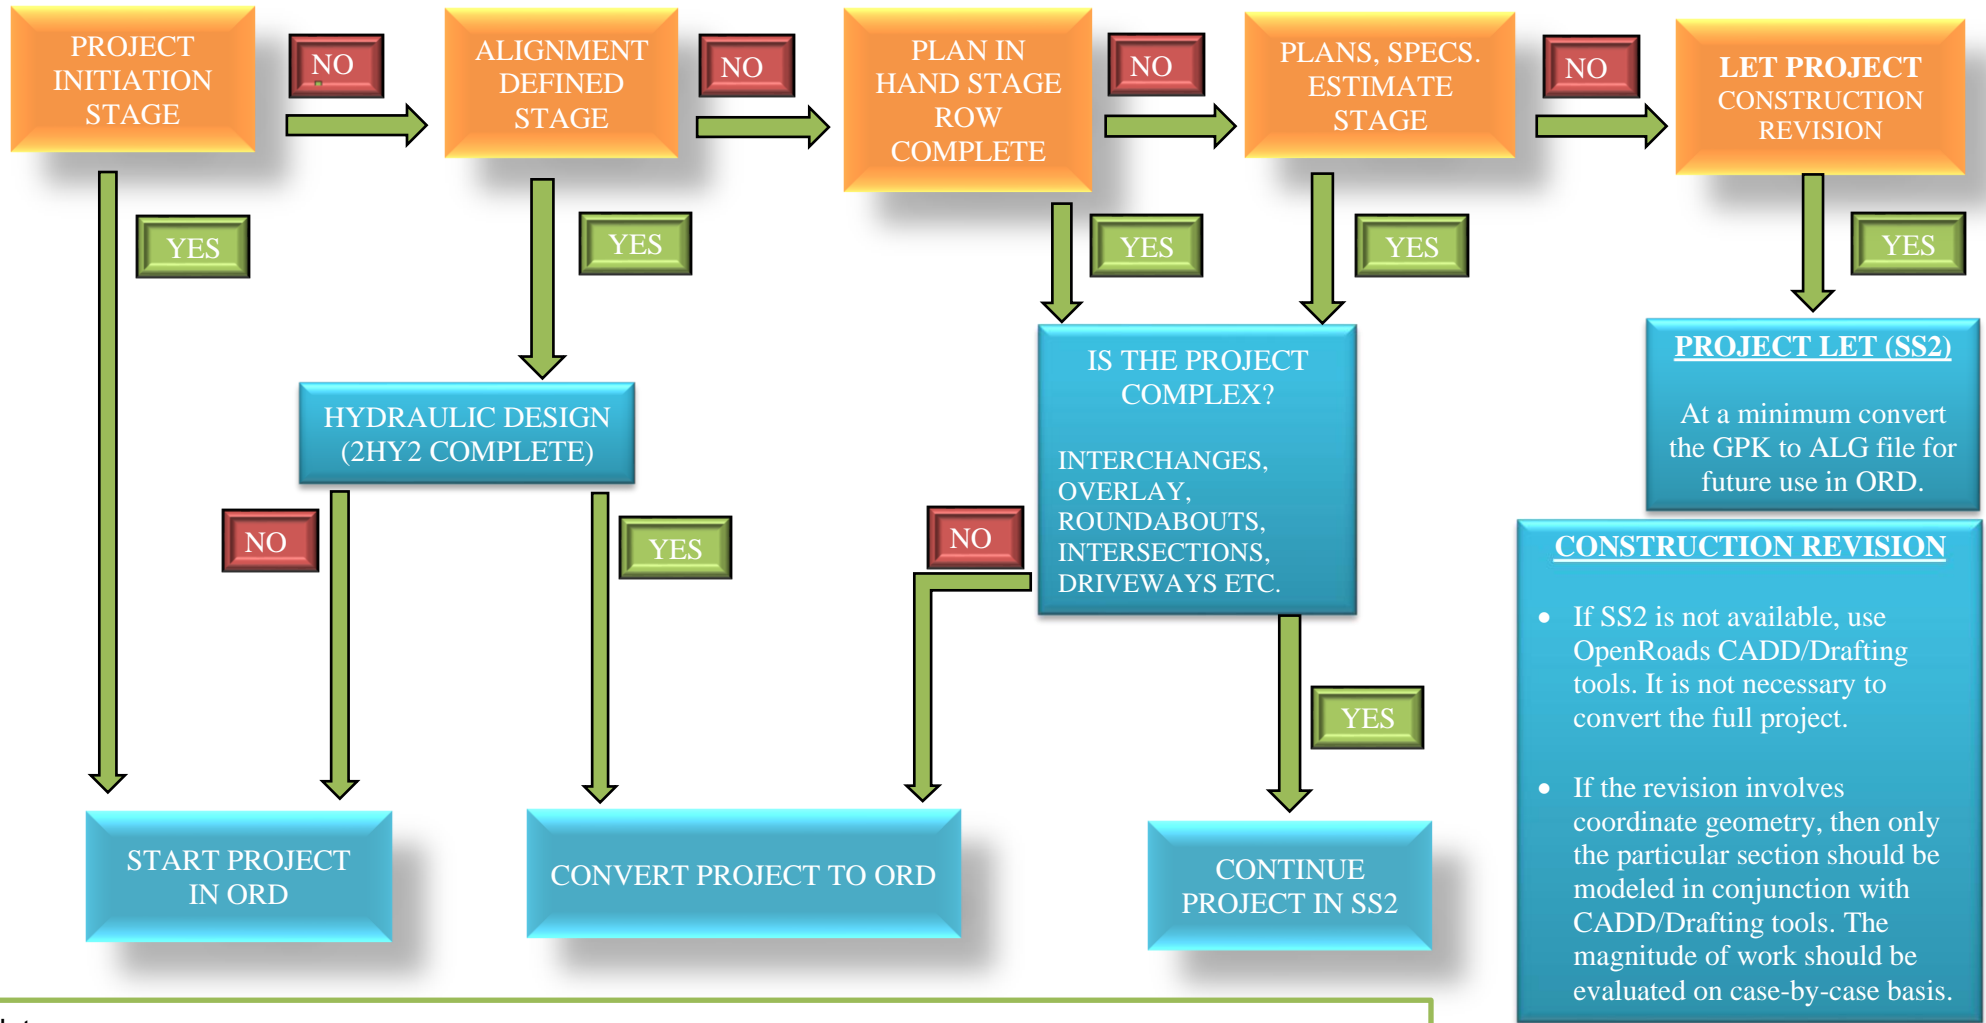 PROJECT
INITIATION
STAGE
NO
ALIGNMENT
DEFINED
STAGE
NO
PLAN IN
HAND STAGE
ROW
COMPLETE
NO
PLANS, SPECS.
ESTIMATE
STAGE
NO
LET PROJECT
CONSTRUCTION
REVISION
YES
YES
YES
YES
YES
HYDRAULIC DESIGN
(2HY2 COMPLETE)
IS THE PROJECT
COMPLEX?
INTERCHANGES,
OVERLAY,
ROUNDABOUTS,
INTERSECTIONS,
DRIVEWAYS ETC.
PROJECT LET (SS2)
At a minimum convert
the GPK to ALG file for
future use in ORD.
NO
YES
NO
YES
CONSTRUCTION REVISION
• If SS2 is not available, use
OpenRoads CADD/Drafting
tools. It is not necessary to
convert the full project.
• If the revision involves
coordinate geometry, then only
the particular section should be
modeled in conjunction with
CADD/Drafting tools. The
magnitude of work should be
evaluated on case-by-case basis.
START PROJECT
IN ORD
CONVERT PROJECT TO ORD
CONTINUE
PROJECT IN SS2